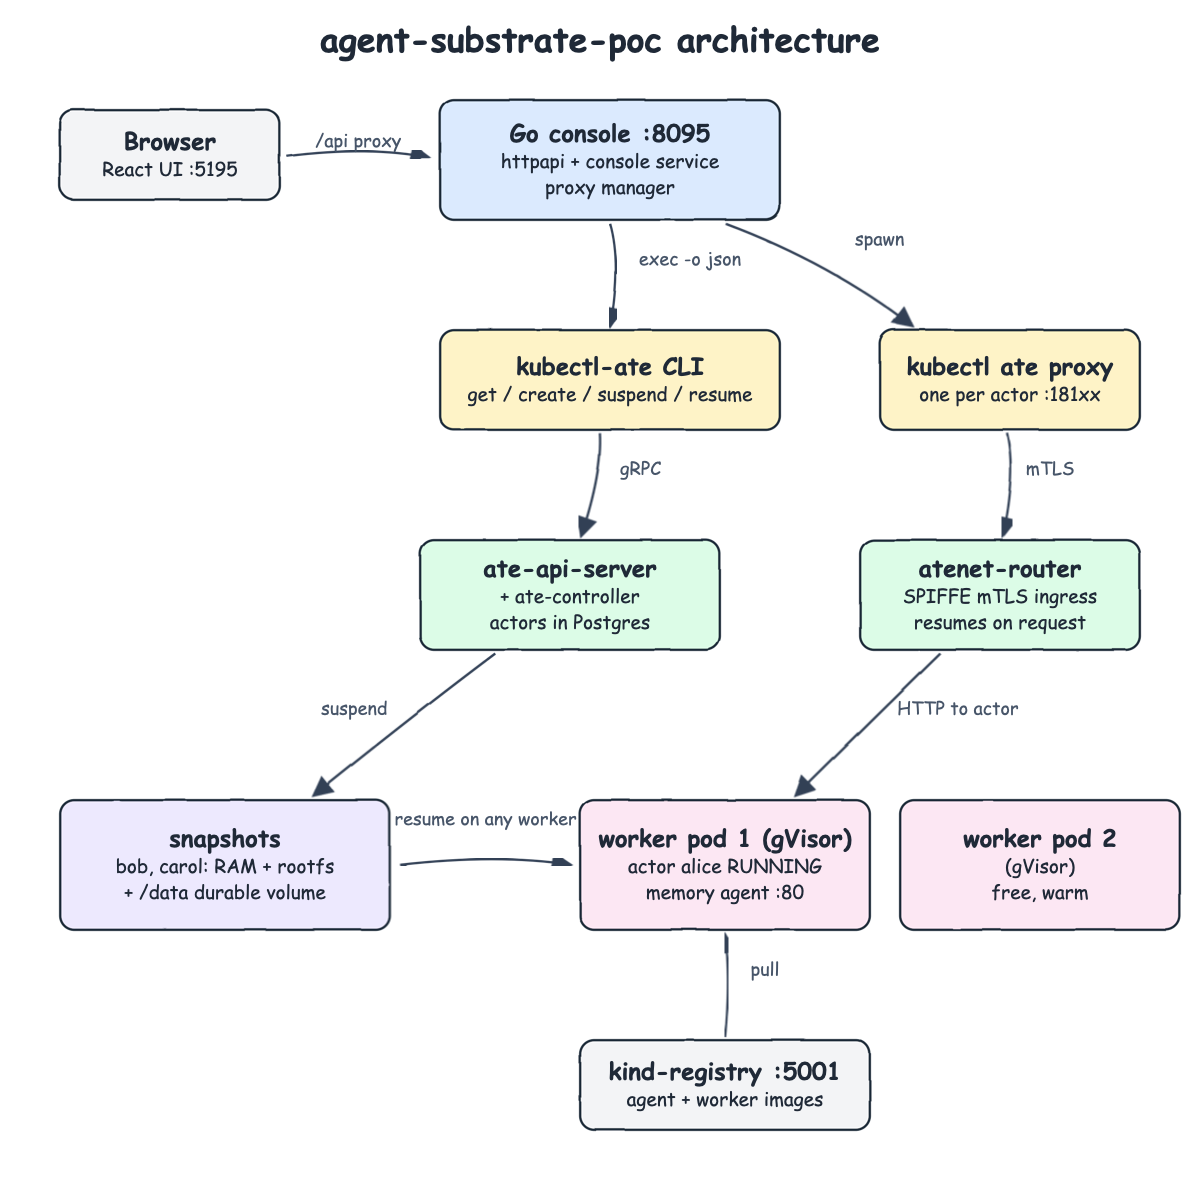 agent-substrate-poc architecture
Browser
React UI :5195
/api proxy
Go console :8095
httpapi + console service
proxy manager
exec -o json
spawn
kubectl-ate CLI
get / create / suspend / resume
kubectl ate proxy
one per actor :181xx
gRPC
mTLS
ate-api-server
+ ate-controller
actors in Postgres
atenet-router
SPIFFE mTLS ingress
resumes on request
suspend
HTTP to actor
snapshots
bob, carol: RAM + rootfs
+ /data durable volume
resume on any worker
worker pod 1 (gVisor)
actor alice RUNNING
memory agent :80
worker pod 2
(gVisor)
free, warm
pull
kind-registry :5001
agent + worker images